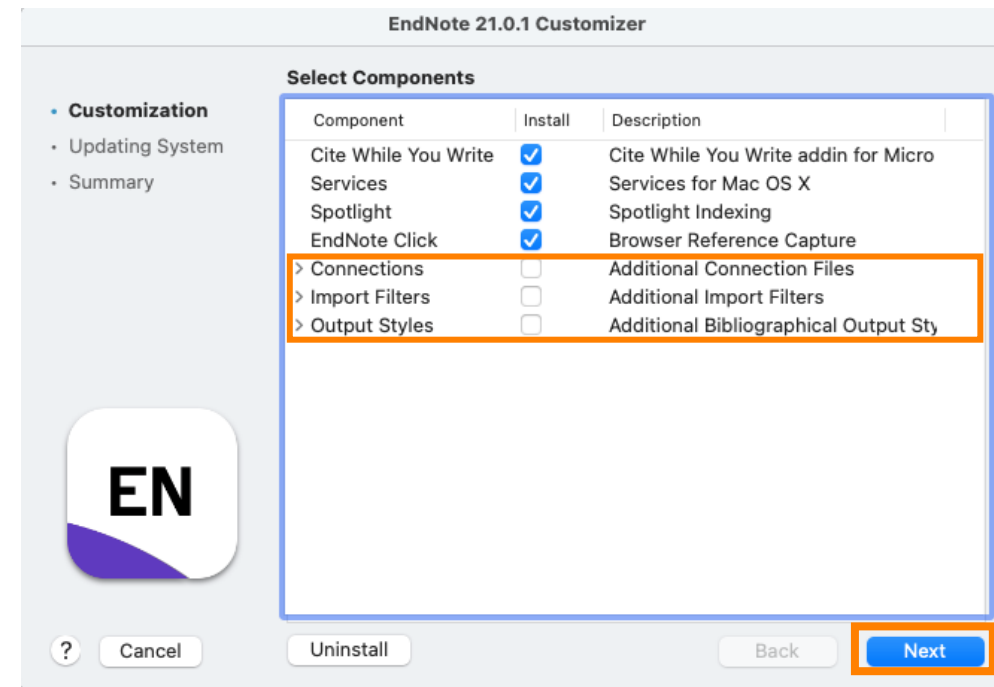 EndNote 21.0.1 Customizer
Select Components
• Customization
• Updating System
• Summary
Component Install Description
Cite While You Write Cite While You Write addin for Micro
Services Services for Mac OS X
Spotlight Spotlight Indexing
EndNote Click Browser Reference Capture
> Connections Additional Connection Files
> Import Filters Additional Import Filters
> Output Styles Additional Bibliographical Output Sty
EN
? Cancel Uninstall Back Next